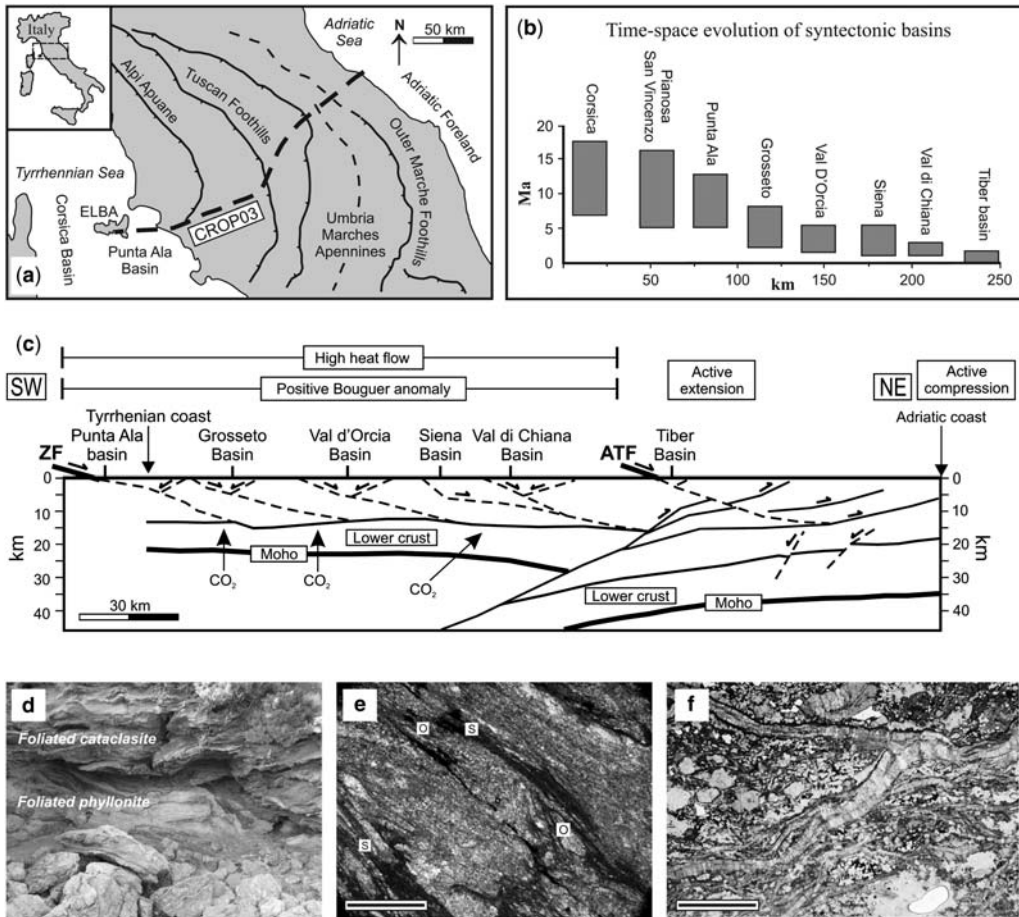 (a)
Italy
Adriatic
Sea
N
50 km
Alpi Apuane
Tuscan Foothills
Adriatic Foreland
Outer Marche Foothills
Tyrrhennian Sea
Corsica Basin
ELBA
Punta Ala
Basin
CROP03
Umbria
Marches
Apennines
(b)
Time-space evolution of syntectonic basins
Corsica
Pianosa
San Vincenzo
Punta Ala
Grosseto
Val D'Orcia
Siena
Val di Chiana
Tiber basin
Ma
20
15
10
5
0
50
100
150
200
250
km
(c)
High heat flow
SW
Positive Bouguer anomaly
Active
extension
NE
Active
compression
Tyrrhenian coast
Adriatic coast
Punta Ala
basin
Grosseto
Basin
Val d'Orcia
Basin
Siena
Basin
Val di Chiana
Basin
Tiber
Basin
ZF
ATF
0
10
20
30
40
km
0
10
20
30
40
km
Lower crust
Moho
CO₂
CO₂
CO₂
Lower crust
Moho
30 km
d
Foliated cataclasite
Foliated phyllonite
e
O
S
O
S
f